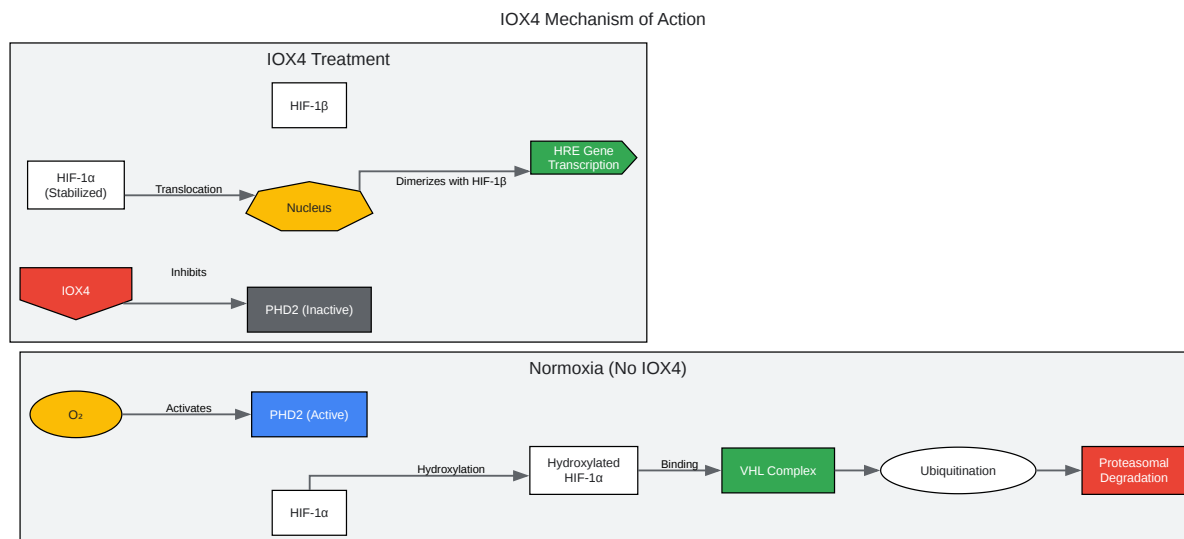 IOX4 Mechanism of Action
IOX4 Treatment
HIF-1β
HRE Gene
Transcription
HIF-1α
(Stabilized)
Translocation
Dimerizes with HIF-1β
Nucleus
Inhibits
IOX4
PHD2 (Inactive)
Normoxia (No IOX4)
O₂
Activates
PHD2 (Active)
Hydroxylation
Hydroxylated
HIF-1α
Binding
VHL Complex
Ubiquitination
Proteasomal
Degradation
HIF-1α